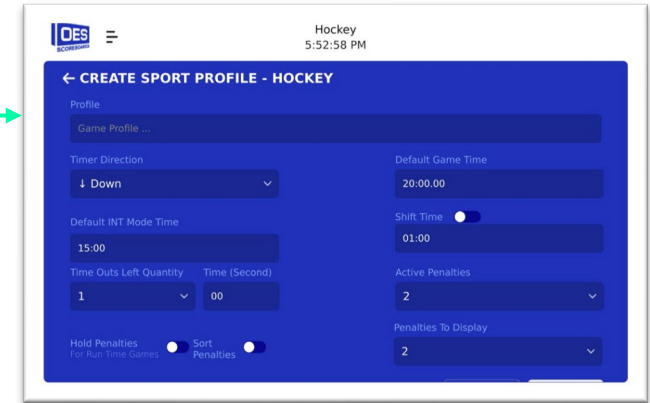 OES
SCOREBOARDS
Hockey
5:52:58 PM
← CREATE SPORT PROFILE - HOCKEY
Profile
Game Profile ...
Timer Direction
Default Game Time
↓ Down
20:00.00
Default INT Mode Time
Shift Time
15:00
01:00
Time Outs Left Quantity
Time (Second)
Active Penalties
1
00
2
Hold Penalties
For Run Time Games
Sort
Penalties
Penalties To Display
2